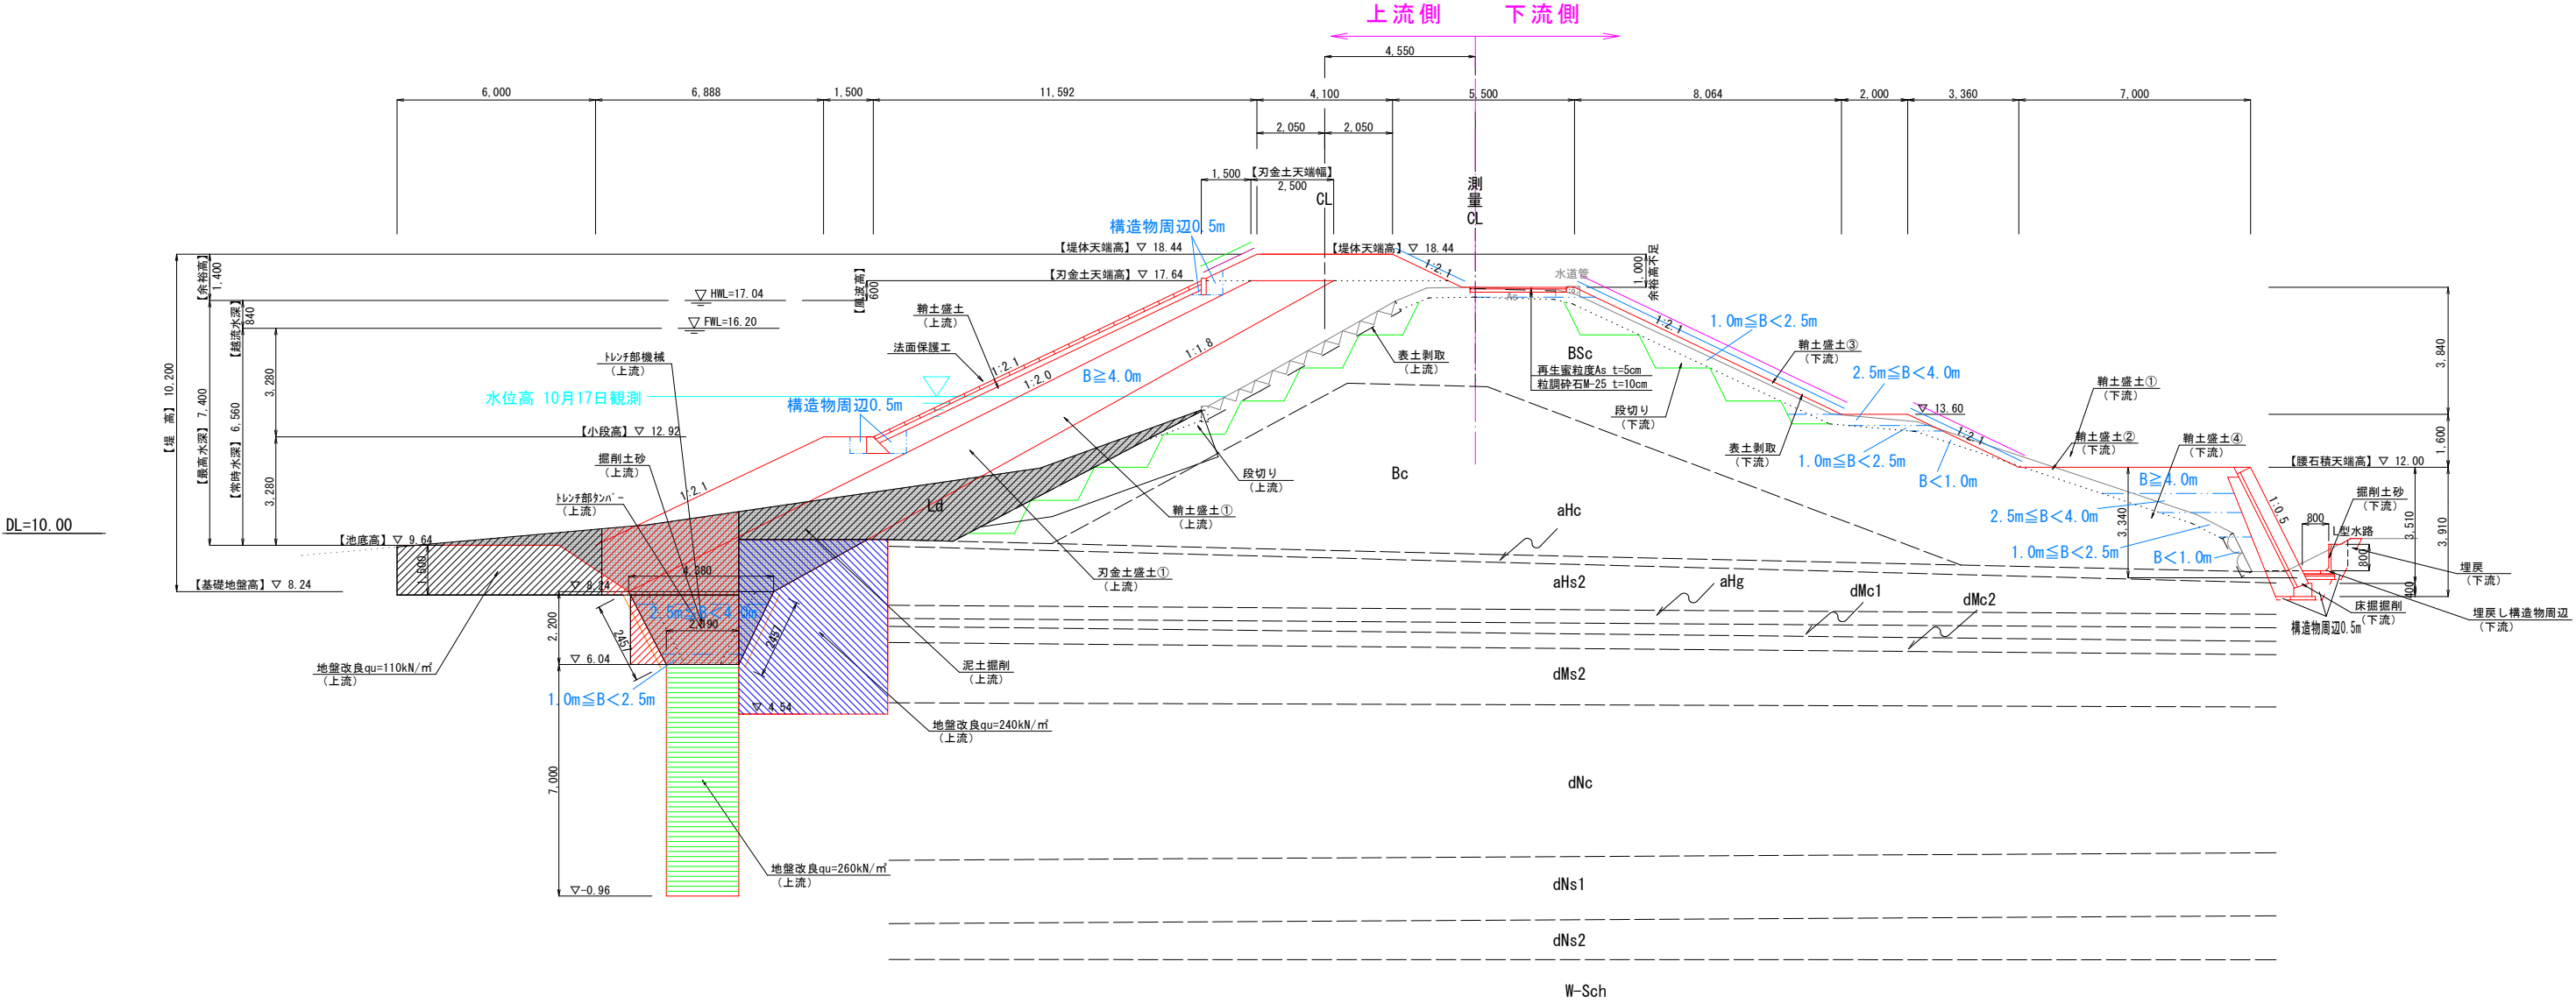 上流側　下流側
4,550
6,000
6,888
1,500
11,592
4,100
5,500
8,064
2,000
3,360
7,000
2,050
2,050
1,500
【刃金土天端幅】
2,500
CL
測量CL
構造物周辺0.5m
【堤体天端高】▽ 18.44
【堤体天端高】▽ 18.44
【刃金土天端高】▽ 17.64
【余裕高】
1,400
▽ HWL=17.04
【風波高】
600
1:2.1
1,000
余裕高不足
水道管
As
【越流水深】
840
▽ FWL=16.20
鞘土盛土
（上流）
法面保護工
トレンチ部機械
（上流）
1:2.1
1:2.0
1:1.8
B≧4.0m
表土剥取
（上流）
BSc
再生蜜粒度As t=5cm
粒調砕石M-25 t=10cm
1:2.1
1.0m≦B＜2.5m
鞘土盛土③
（下流）
2.5m≦B＜4.0m
鞘土盛土①
（下流）
3,840
【堤　高】 10,200
【最高水深】 7,400
【常時水深】 6,560
3,280
3,280
水位高 10月17日観測
構造物周辺0.5m
【小段高】▽ 12.92
段切り
（下流）
▽ 13.60
1:2.1
鞘土盛土②
（下流）
鞘土盛土④
（下流）
1,600
掘削土砂
（上流）
トレンチ部タンパー
（上流）
1:2.1
Ld
段切り
（上流）
Bc
表土剥取
（下流）
1.0m≦B＜2.5m
B＜1.0m
【腰石積天端高】▽ 12.00
B≧4.0m
1:0.5
掘削土砂
（下流）
DL=10.00
鞘土盛土①
（上流）
aHc
2.5m≦B＜4.0m
3,340
800
3,510
3,910
L型水路
【池底高】▽ 9.64
1,600
1.0m≦B＜2.5m
B＜1.0m
800
埋戻
（下流）
【基礎地盤高】▽ 8.24
▽ 8.24
4,380
刃金土盛土①
（上流）
aHs2
aHg
dMc1
dMc2
400
床掘掘削
（下流）
埋戻し構造物周辺
（下流）
構造物周辺0.5m
2.5m≦B＜4.0m
2,190
2,200
2457
2457
▽ 6.04
地盤改良qu=110kN/㎡
（上流）
泥土掘削
（上流）
dMs2
1.0m≦B＜2.5m
▽ 4.54
地盤改良qu=240kN/㎡
（上流）
7,000
dNc
地盤改良qu=260kN/㎡
（上流）
▽-0.96
dNs1
dNs2
W-Sch